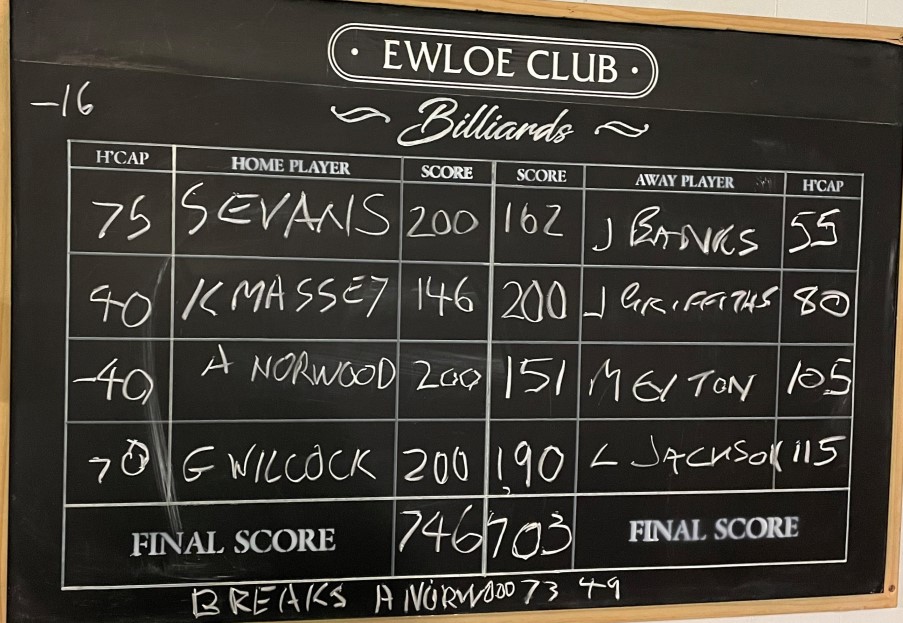 · EWLOE CLUB ·
-16
Billiards
H'CAP HOME PLAYER SCORE SCORE AWAY PLAYER H'CAP
75 S EVANS 200 162 J BANKS 55
40 K MASSEY 146 200 J GRIFFITHS 80
-40 A NORWOOD 200 151 105
70 G WILCOCK 200 190 L JACKSON 115
FINAL SCORE 746 703 FINAL SCORE
BREAKS A NORWOOD 73 49